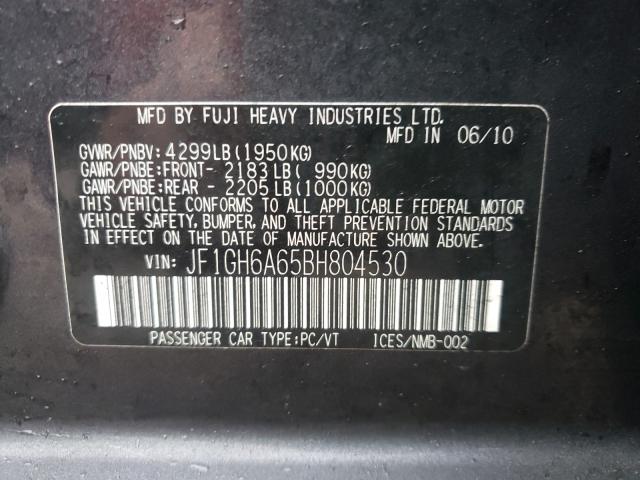 MFD BY FUJI HEAVY INDUSTRIES LTD.
MFD IN 06/10
GVWR/PNBV: 4299LB(1950KG)
GAWR/PNBE:FRONT- 2183LB( 990KG)
GAWR/PNBE:REAR - 2205LB(1000KG)
THIS VEHICLE CONFORMS TO ALL APPLICABLE FEDERAL MOTOR
VEHICLE SAFETY, BUMPER, AND THEFT PREVENTION STANDARDS
IN EFFECT ON THE DATE OF MANUFACTURE SHOWN ABOVE.
VIN: JF1GH6A65BH804530
PASSENGER CAR TYPE:PC/VT ICES/NMB-002